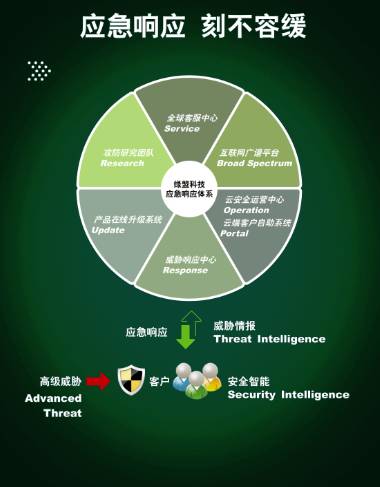 应急响应 刻不容缓
全球客服中心
Service
攻防研究团队
Research
互联网广谱平台
Broad Spectrum
绿盟科技
应急响应体系
产品在线升级系统
Update
云安全运营中心
Operation
云端客户自助系统
Portal
威胁响应中心
Response
应急响应
威胁情报
Threat Intelligence
高级威胁
Advanced
Threat
客户
安全智能
Security Intelligence